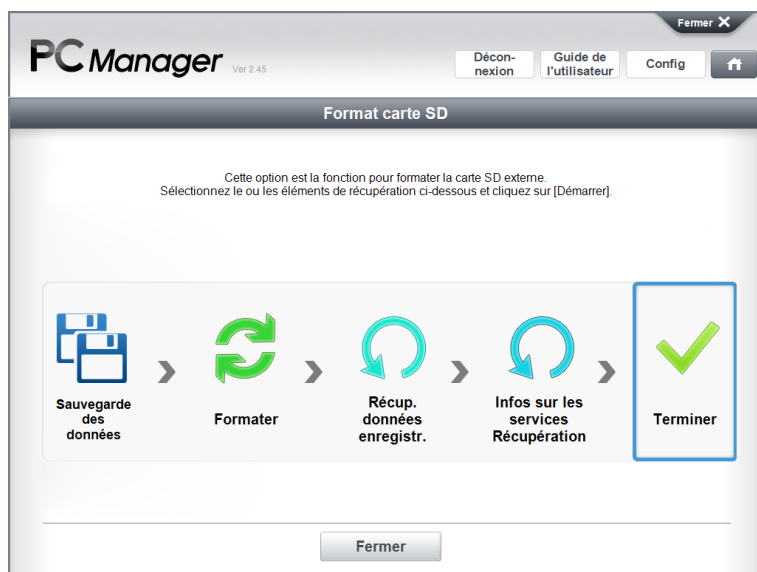 Fermer X
PC Manager Ver 2.45
Décon-
nexion
Guide de
l'utilisateur
Config
Format carte SD
Cette option est la fonction pour formater la carte SD externe.
Sélectionnez le ou les éléments de récupération ci-dessous et cliquez sur [Démarrer].
Sauvegarde
des
données
Formater
Récup.
données
enregistr.
Infos sur les
services
Récupération
Terminer
Fermer